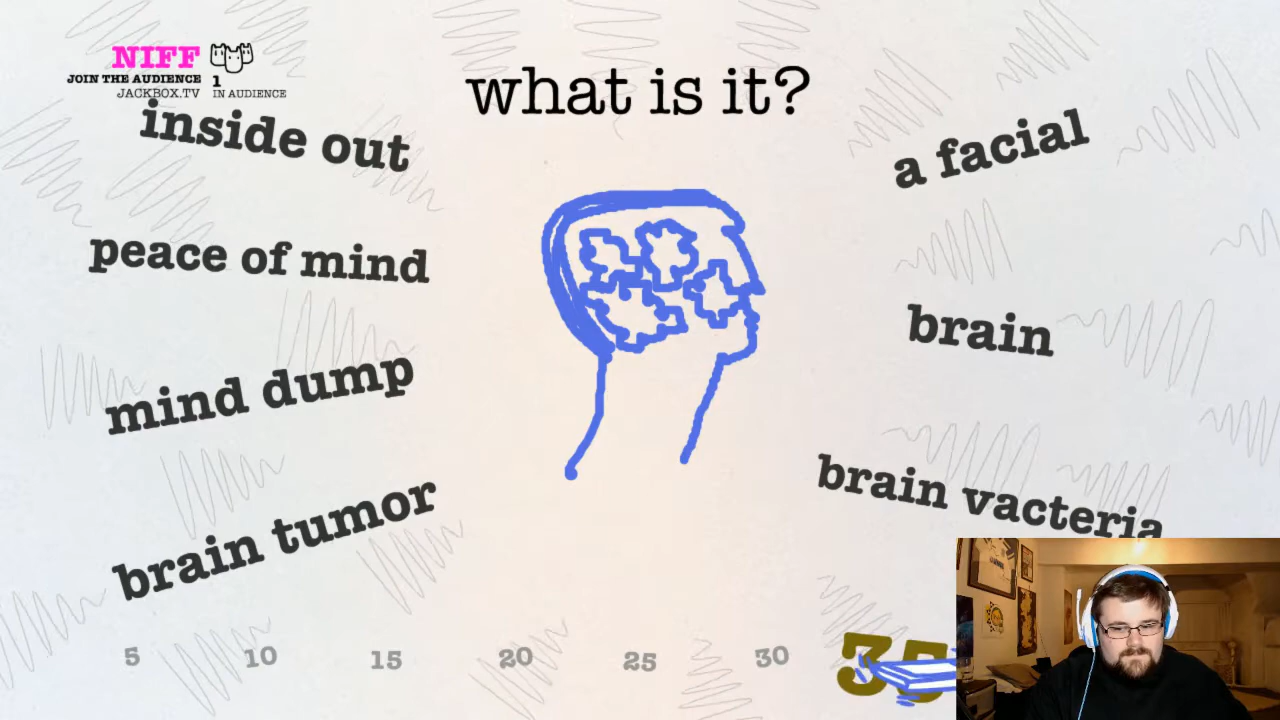 NIFF
JOIN THE AUDIENCE
JACKBOX.TV
1
IN AUDIENCE
what is it?
inside out
a facial
peace of mind
brain
mind dump
brain vacteria
brain tumor
5 10 15 20 25 30 35